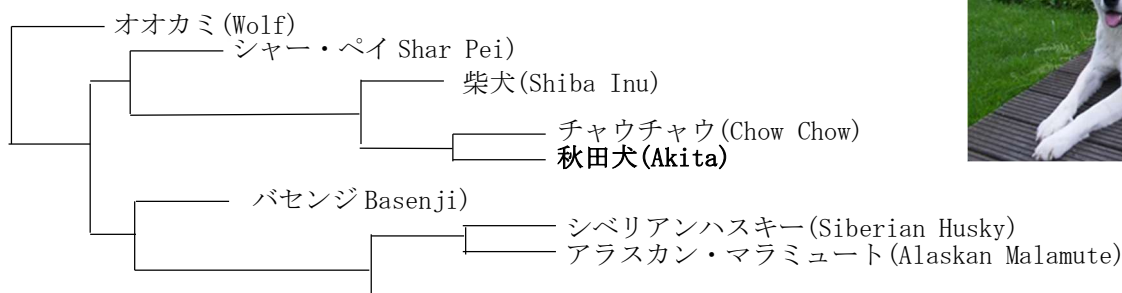 オオカミ(Wolf)
シャー・ペイ Shar Pei)
柴犬(Shiba Inu)
チャウチャウ(Chow Chow)
秋田犬(Akita)
バセンジ Basenji)
シベリアンハスキー(Siberian Husky)
アラスカン・マラミュート(Alaskan Malamute)